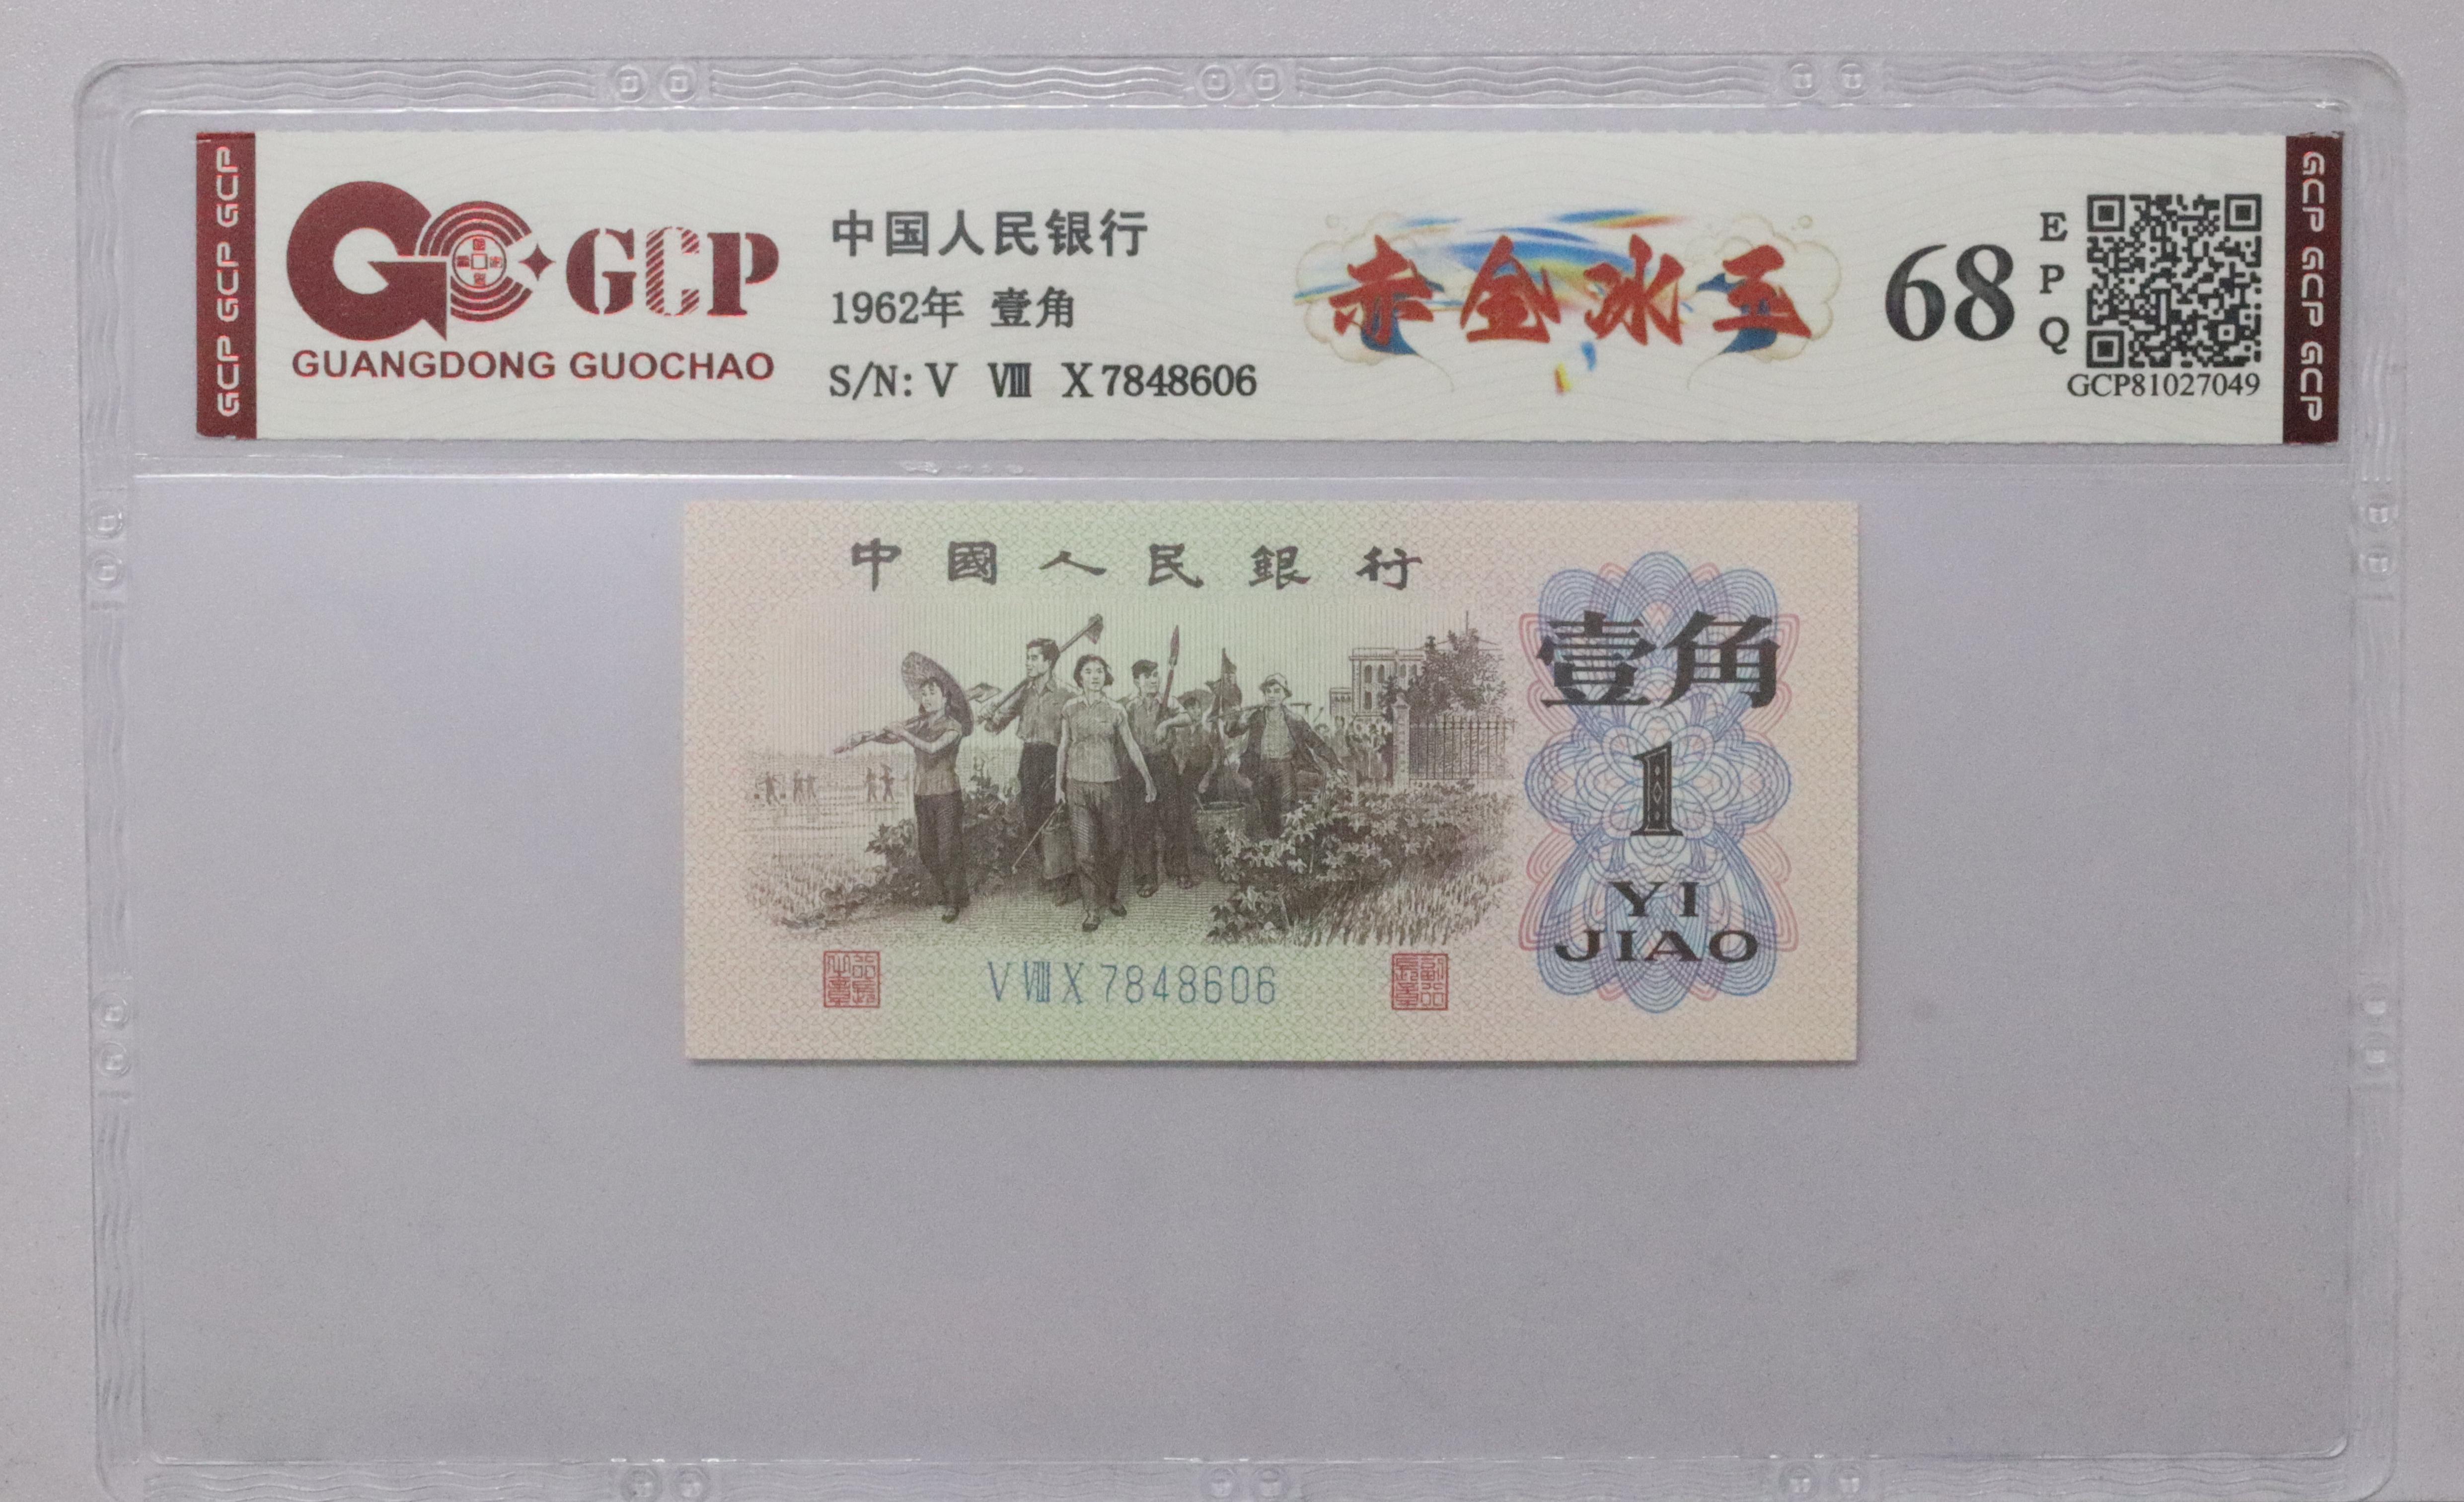 GCP GCP GCP
GCP
GUANGDONG GUOCHAO
中国人民银行
1962年 壹角
S/N: V Ⅷ X 7848606
赤金冰玉
68
EPQ
GCP81027049
GCP GCP GCP
中國人民銀行
壹角
1
YI
JIAO
V Ⅷ X 7848606